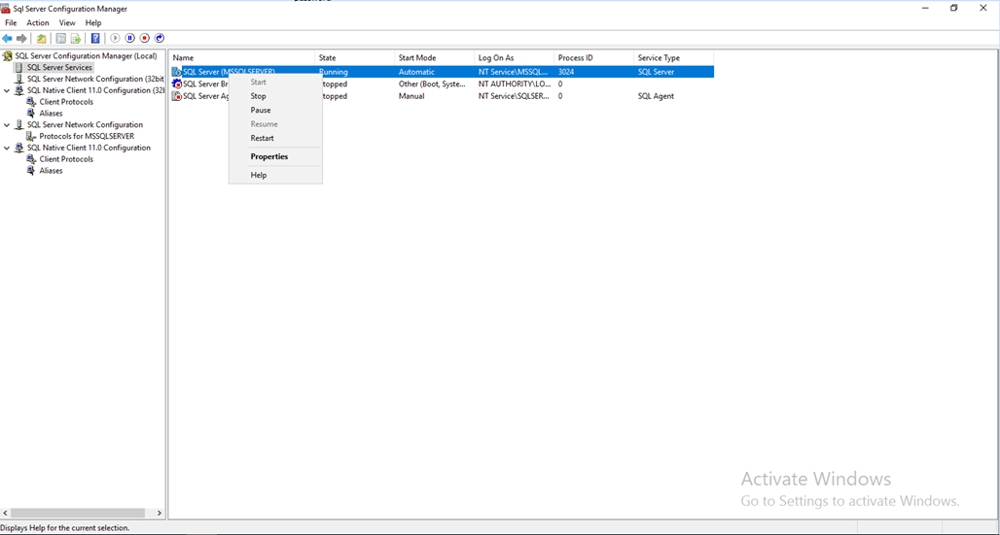 Sql Server Configuration Manager
File Action View Help
SQL Server Configuration Manager (Local)
SQL Server Services
SQL Server Network Configuration (32bit
SQL Native Client 11.0 Configuration (32b
Client Protocols
Aliases
SQL Server Network Configuration
Protocols for MSSQLSERVER
SQL Native Client 11.0 Configuration
Client Protocols
Aliases
Name State Start Mode Log On As Process ID Service Type
SQL Server (MSSQLSERVER) Running Automatic NT Service\MSSQL... 3024 SQL Server
SQL Server Br topped Other (Boot, Syste... NT AUTHORITY\LO... 0
SQL Server Ag topped Manual NT Service\SQLSER... 0 SQL Agent
Start
Stop
Pause
Resume
Restart
Properties
Help
Activate Windows
Go to Settings to activate Windows.
Displays Help for the current selection.